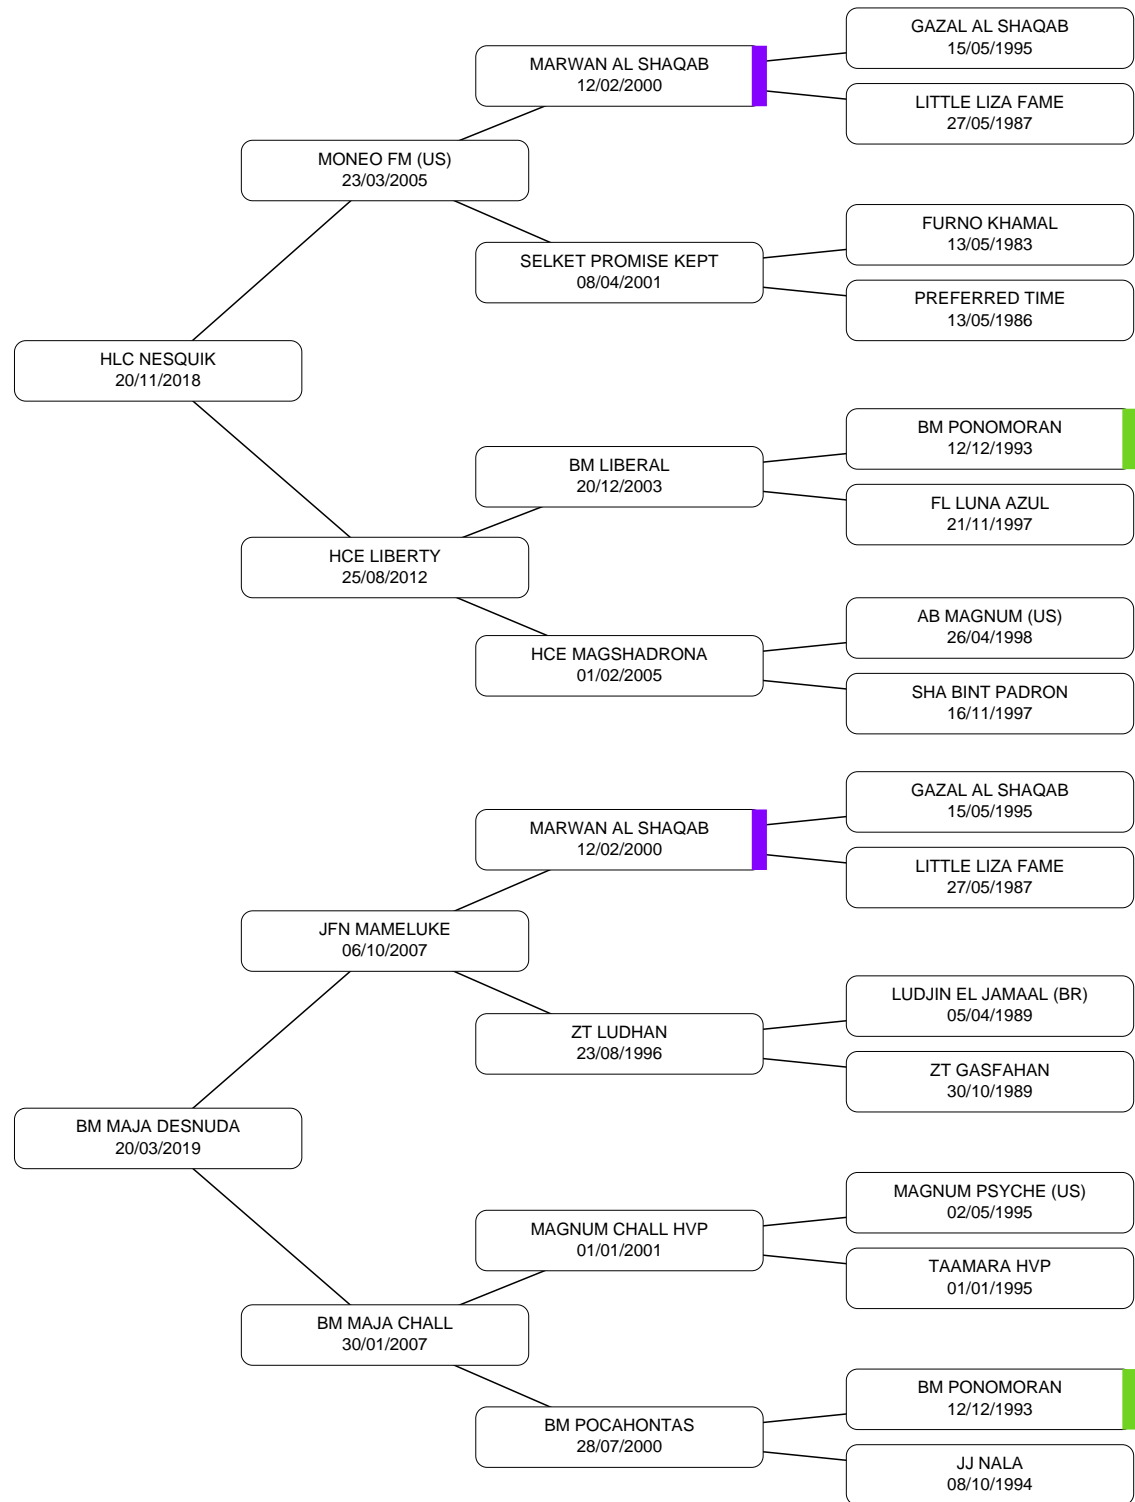 GAZAL AL SHAQAB
15/05/1995
MARWAN AL SHAQAB
12/02/2000
LITTLE LIZA FAME
27/05/1987
MONEO FM (US)
23/03/2005
FURNO KHAMAL
13/05/1983
SELKET PROMISE KEPT
08/04/2001
PREFERRED TIME
13/05/1986
HLC NESQUIK
20/11/2018
BM PONOMORAN
12/12/1993
BM LIBERAL
20/12/2003
FL LUNA AZUL
21/11/1997
HCE LIBERTY
25/08/2012
AB MAGNUM (US)
26/04/1998
HCE MAGSHADRONA
01/02/2005
SHA BINT PADRON
16/11/1997
GAZAL AL SHAQAB
15/05/1995
MARWAN AL SHAQAB
12/02/2000
LITTLE LIZA FAME
27/05/1987
JFN MAMELUKE
06/10/2007
LUDJIN EL JAMAAL (BR)
05/04/1989
ZT LUDHAN
23/08/1996
ZT GASFAHAN
30/10/1989
BM MAJA DESNUDA
20/03/2019
MAGNUM PSYCHE (US)
02/05/1995
MAGNUM CHALL HVP
01/01/2001
TAAMARA HVP
01/01/1995
BM MAJA CHALL
30/01/2007
BM PONOMORAN
12/12/1993
BM POCAHONTAS
28/07/2000
JJ NALA
08/10/1994